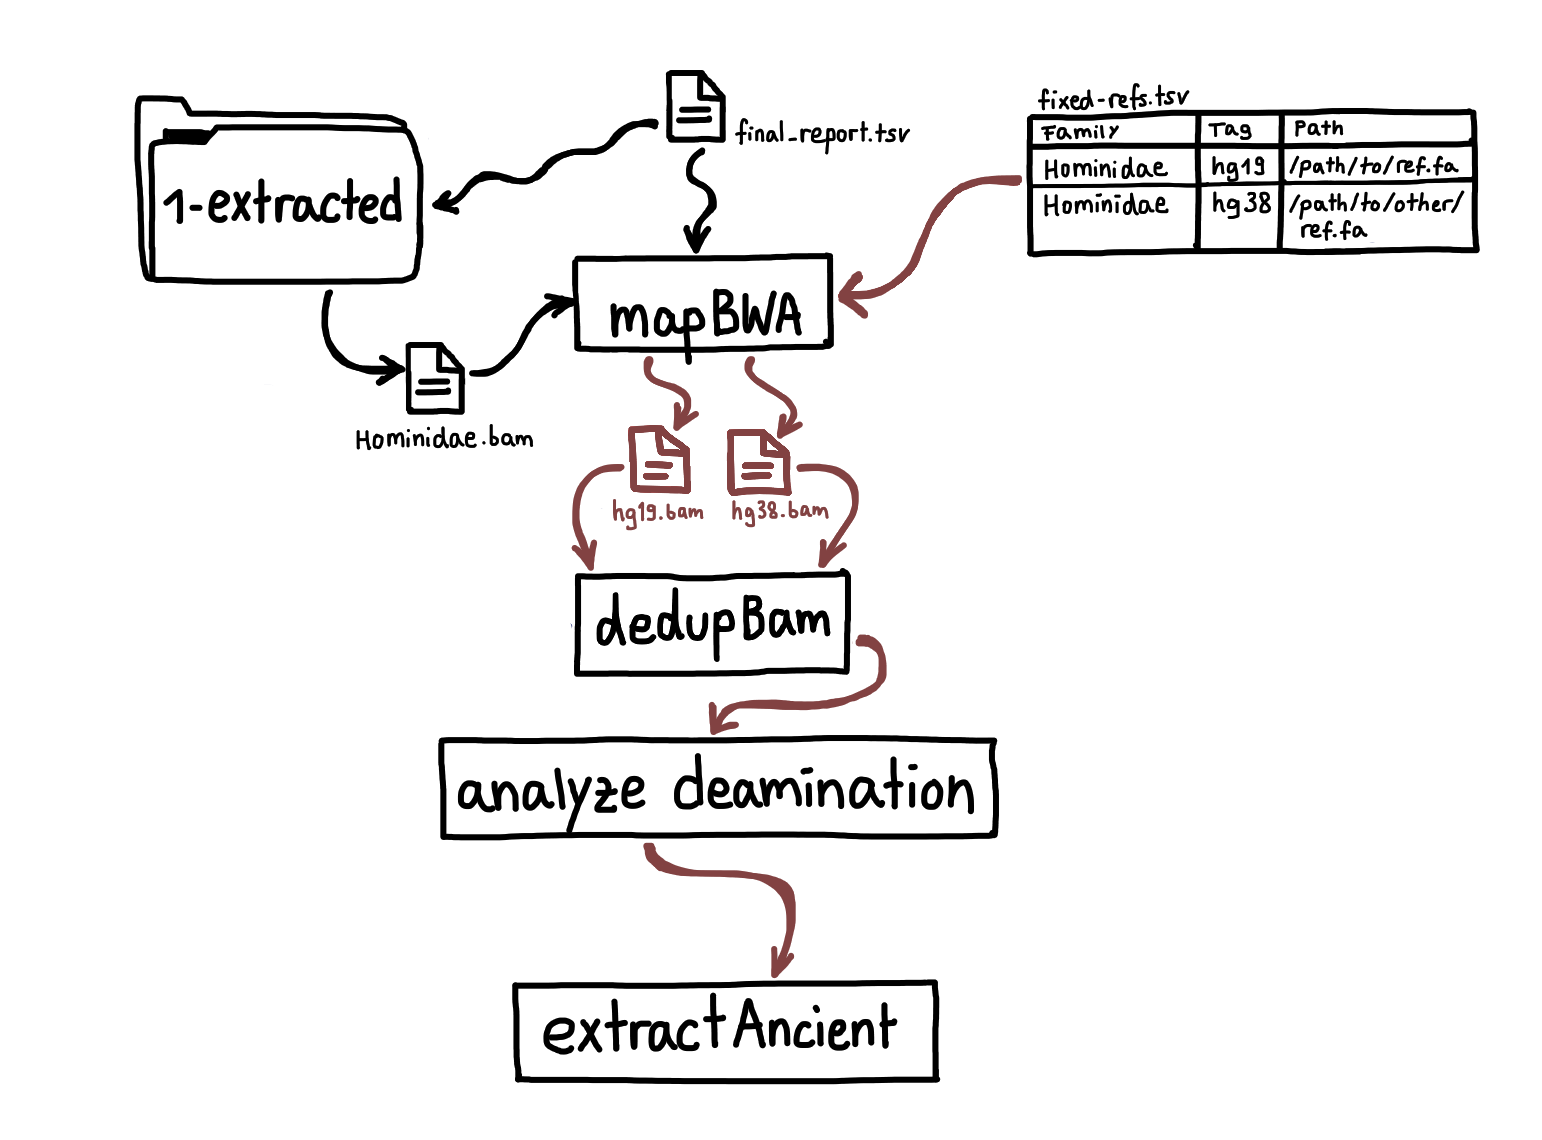 final_report.tsv
fixed-refs.tsv
Family Tag Path
Hominidae hg19 /path/to/ref.fa
Hominidae hg38 /path/to/other/
ref.fa
1-extracted
mapBWA
Hominidae.bam
hg19.bam hg38.bam
dedupBam
analyze deamination
extractAncient